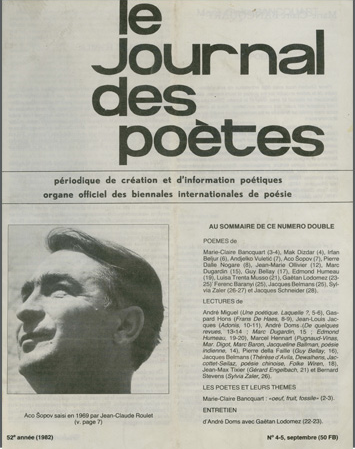 le
journal
des
poètes
périodique de création et d'information poétiques
organe officiel des biennales internationales de poésie
AU SOMMAIRE DE CE NUMERO DOUBLE
POEMES de
Marie-Claire Bancquart (3-4), Mak Dizdar (4), Irfan
Beljur (6), Andjelko Vuletić (7), Aco Šopov (7), Pierre
Dalle Nogare (8), Jean-Marie Ollivier (12), Marc
Dugardin (15), Guy Bellay (17), Edmond Humeau
(19), Luisa Trenta Musso (21), Gaëtan Lodomez (23-
25) Ferenc Baranyi (25), Jacques Belmans (25), Syl-
via Zaler (26-27) et Jacques Schneider (28).
LECTURES de
André Miguel (Une poétique. Laquelle ?, 5-6), Gas-
pard Hons (Frans De Haes, 8-9), Jean-Louis Jac-
ques (Adonis, 10-11), André Doms (De quelques
revues, 13-14 ; Marc Dugardin, 15 ; Edmond
Humeau, 19-20), Marcel Hennart (Pugnaud-Vinas,
Mar. Digot, Marc Baron, Jacqueline Balman, poésie
indienne, 14), Pierre della Faille (Guy Bellay, 16),
Jacques Belmans (Thérèse d'Avila, Dewalhens, Jac-
cottet-Seilaz, poésie chinoise, Folke Wiren, 18),
Jean-Max Tixier (Gérard Engelbach, 21) et Bernard
Stevens (Sylvia Zaler, 26).
LES POETES ET LEURS THEMES
Marie-Claire Bancquart : «oeuf, fruit, fossile» (2-3).
ENTRETIEN
d'André Doms avec Gaëtan Lodomez (22-23).
Aco Šopov saisi en 1969 par Jean-Claude Roulet
(v. page 7)
52e année (1982)
N° 4-5, septembre (50 FB)